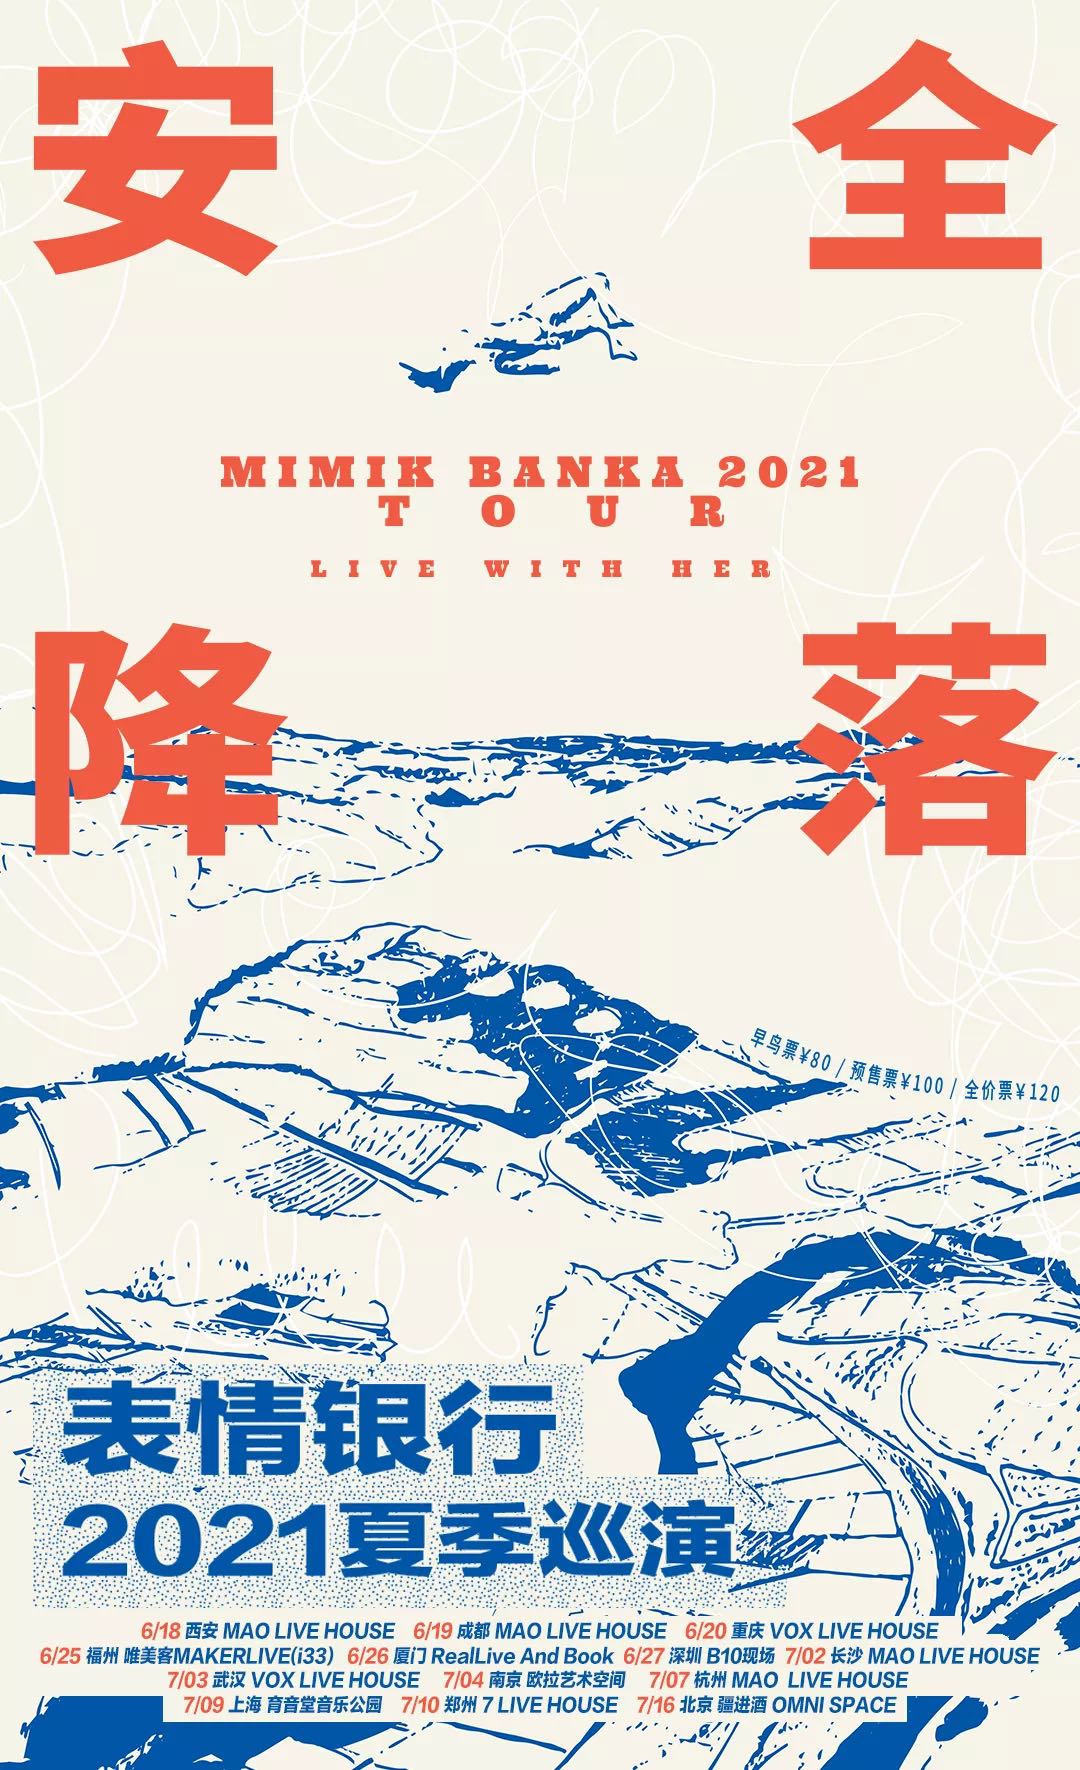 安 全
MIMIK BANKA 2021
TOUR
LIVE WITH HER
降 落
早鸟票¥80 / 预售票¥100 / 全价票¥120
表情银行
2021夏季巡演
6/18 西安 MAO LIVE HOUSE 6/19 成都 MAO LIVE HOUSE 6/20 重庆 VOX LIVE HOUSE
6/25 福州 唯美客MAKERLIVE(i33) 6/26 厦门 RealLive And Book 6/27 深圳 B10现场 7/02 长沙 MAO LIVE HOUSE
7/03 武汉 VOX LIVE HOUSE 7/04 南京 欧拉艺术空间 7/07 杭州 MAO LIVE HOUSE
7/09 上海 育音堂音乐公园 7/10 郑州 7 LIVE HOUSE 7/16 北京 疆进酒 OMNI SPACE